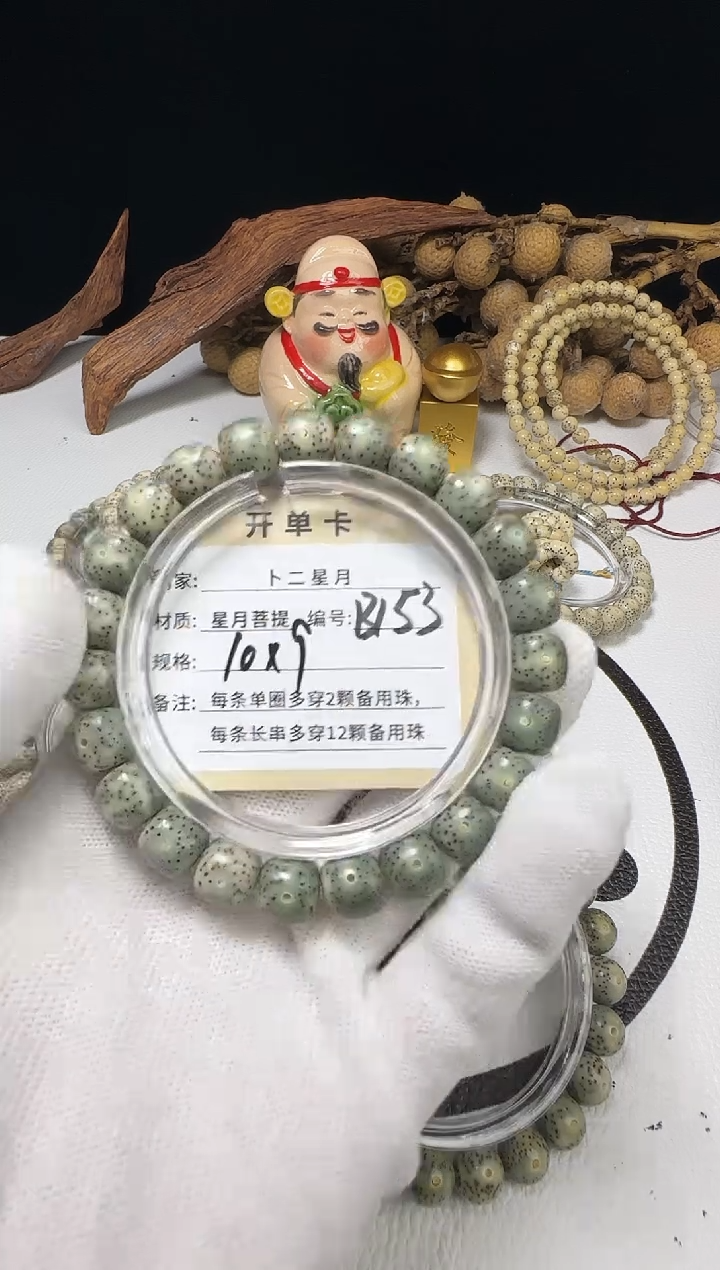 开单卡
家: 卜二星月
材质: 星月菩提 编号: B153
规格: 10x9
备注: 每条单圈多穿2颗备用珠,
每条长串多穿12颗备用珠